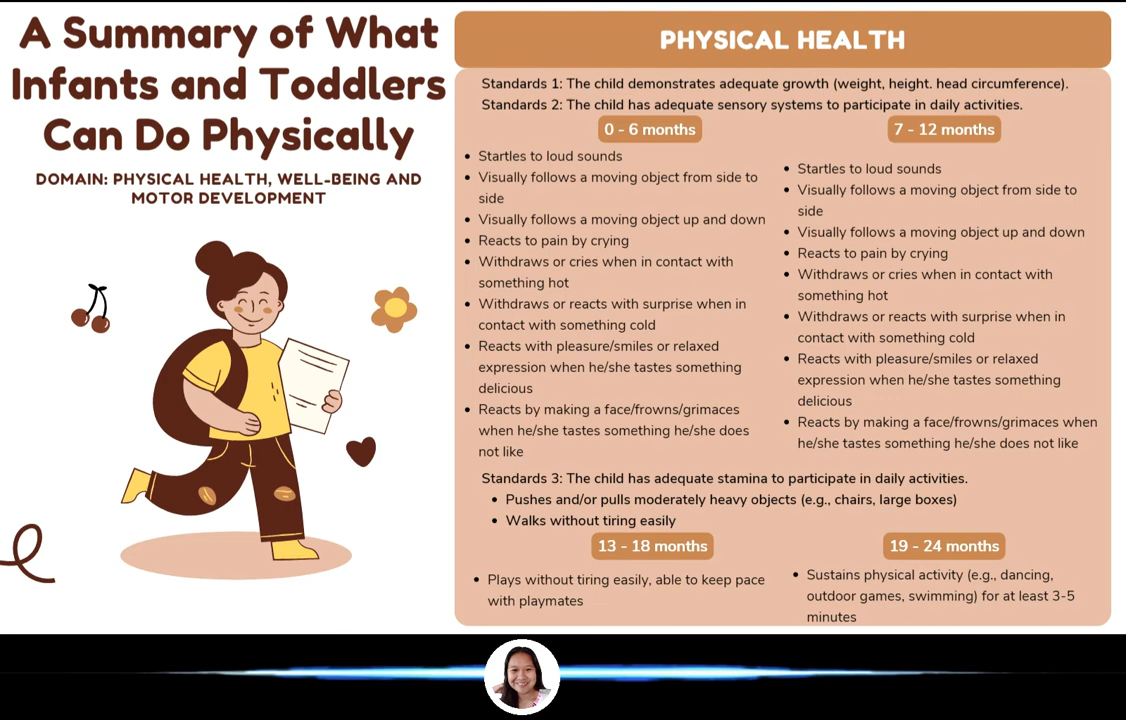 A Summary of What
Infants and Toddlers
Can Do Physically
DOMAIN: PHYSICAL HEALTH, WELL-BEING AND
MOTOR DEVELOPMENT
PHYSICAL HEALTH
Standards 1: The child demonstrates adequate growth (weight, height. head circumference).
Standards 2: The child has adequate sensory systems to participate in daily activities.
0 - 6 months
• Startles to loud sounds
• Visually follows a moving object from side to
side
• Visually follows a moving object up and down
• Reacts to pain by crying
• Withdraws or cries when in contact with
something hot
• Withdraws or reacts with surprise when in
contact with something cold
• Reacts with pleasure/smiles or relaxed
expression when he/she tastes something
delicious
• Reacts by making a face/frowns/grimaces
when he/she tastes something he/she does
not like
7 - 12 months
• Startles to loud sounds
• Visually follows a moving object from side to
side
• Visually follows a moving object up and down
• Reacts to pain by crying
• Withdraws or cries when in contact with
something hot
• Withdraws or reacts with surprise when in
contact with something cold
• Reacts with pleasure/smiles or relaxed
expression when he/she tastes something
delicious
• Reacts by making a face/frowns/grimaces when
he/she tastes something he/she does not like
Standards 3: The child has adequate stamina to participate in daily activities.
• Pushes and/or pulls moderately heavy objects (e.g., chairs, large boxes)
• Walks without tiring easily
13 - 18 months
• Plays without tiring easily, able to keep pace
with playmates
19 - 24 months
• Sustains physical activity (e.g., dancing,
outdoor games, swimming) for at least 3-5
minutes